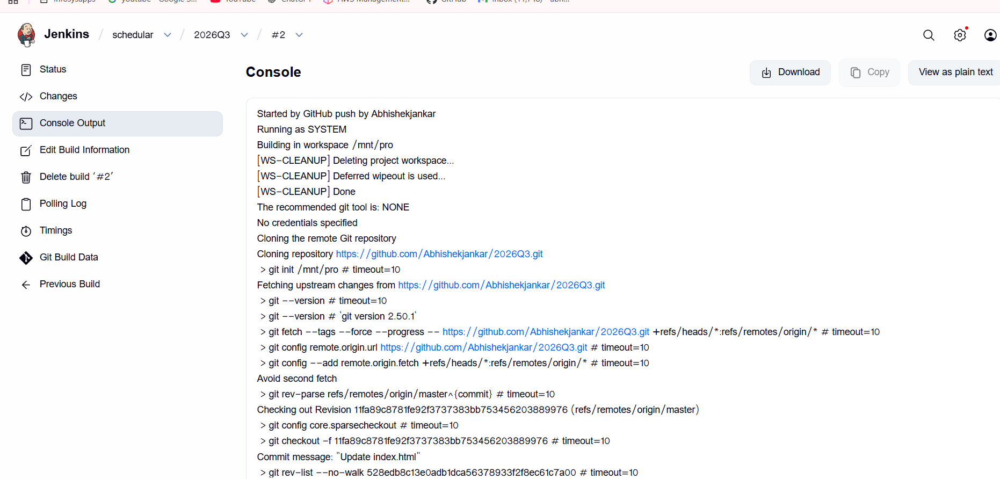 Jenkins / schedular / 2026Q3 / #2
Status
Changes
Console Output
Edit Build Information
Delete build ‘#2’
Polling Log
Timings
Git Build Data
Previous Build
Console
Download
Copy
View as plain text
Started by GitHub push by Abhishekjankar
Running as SYSTEM
Building in workspace /mnt/pro
[WS-CLEANUP] Deleting project workspace...
[WS-CLEANUP] Deferred wipeout is used...
[WS-CLEANUP] Done
The recommended git tool is: NONE
No credentials specified
Cloning the remote Git repository
Cloning repository https://github.com/Abhishekjankar/2026Q3.git
> git init /mnt/pro # timeout=10
Fetching upstream changes from https://github.com/Abhishekjankar/2026Q3.git
> git --version # timeout=10
> git --version # 'git version 2.50.1'
> git fetch --tags --force --progress -- https://github.com/Abhishekjankar/2026Q3.git +refs/heads/*:refs/remotes/origin/* # timeout=10
> git config remote.origin.url https://github.com/Abhishekjankar/2026Q3.git # timeout=10
> git config --add remote.origin.fetch +refs/heads/*:refs/remotes/origin/* # timeout=10
Avoid second fetch
> git rev-parse refs/remotes/origin/master^{commit} # timeout=10
Checking out Revision 11fa89c8781fe92f3737383bb753456203889976 (refs/remotes/origin/master)
> git config core.sparsecheckout # timeout=10
> git checkout -f 11fa89c8781fe92f3737383bb753456203889976 # timeout=10
Commit message: "Update index.html"
> git rev-list --no-walk 528edb8c13e0adb1dca56378933f2f8ec61c7a00 # timeout=10